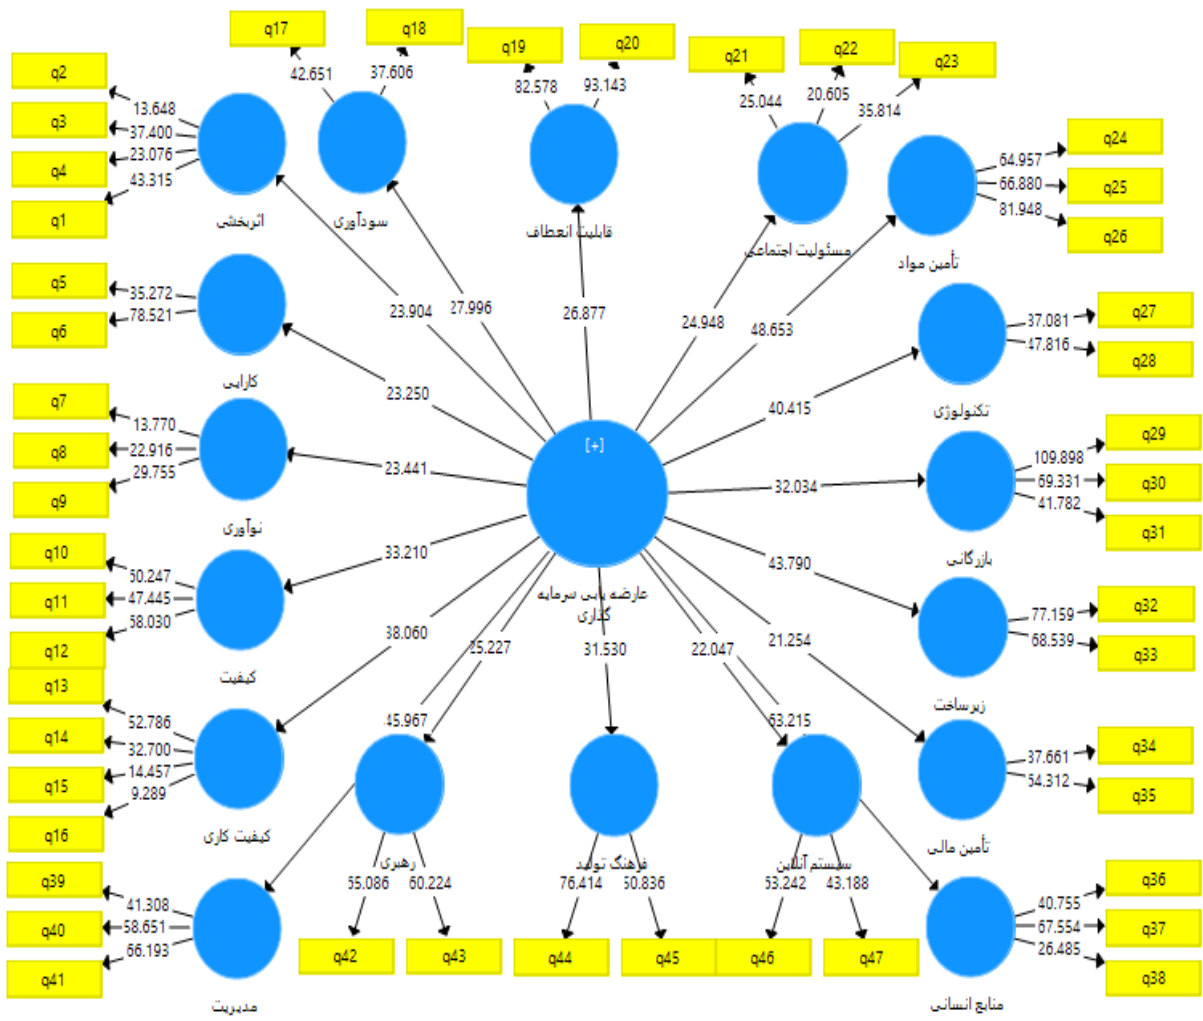 q17
q18
q19
q20
q21
q22
q23
42.651
37.606
82.578
93.143
25.044
20.605
35.814
q2
q3
q4
q1
13.648
37.400
23.076
43.315
اثربخشی
سودآوری
قابلیت انعطاف
مسئولیت اجتماعی
تأمین مواد
64.957
66.880
81.948
q24
q25
q26
23.904
27.996
26.877
24.948
48.653
q5
q6
35.272
78.521
کارایی
23.250
40.415
تکنولوژی
37.081
47.816
q27
q28
q7
q8
q9
13.770
22.916
29.755
نوآوری
23.441
[+]
عارضه یابی سرمایه
گذاری
32.034
بازرگانی
109.898
69.331
41.782
q29
q30
q31
q10
q11
q12
50.247
47.445
58.030
کیفیت
33.210
43.790
زیرساخت
77.159
68.539
q32
q33
q13
q14
q15
q16
52.786
32.700
14.457
9.289
کیفیت کاری
38.060
25.227
31.530
22.047
21.254
45.967
63.215
تأمین مالی
37.661
54.312
q34
q35
رهبری
فرهنگ تولید
سیستم آنلاین
55.086
60.224
76.414
50.836
53.242
43.188
q39
q40
q41
41.308
58.651
66.193
مدیریت
q42
q43
q44
q45
q46
q47
منابع انسانی
40.755
67.554
26.485
q36
q37
q38